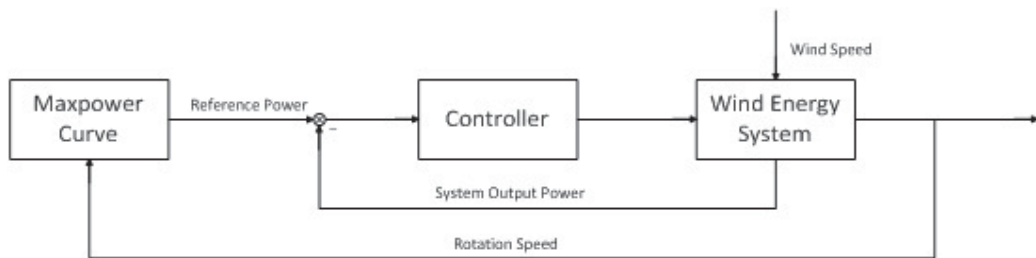 Wind Speed
Maxpower
Curve
Reference Power
–
Controller
Wind Energy
System
System Output Power
Rotation Speed